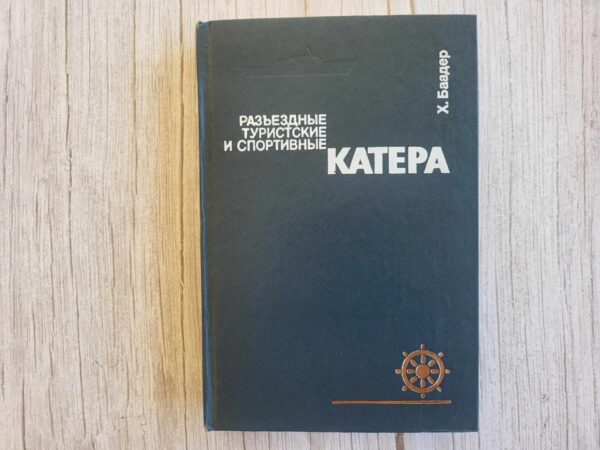 Х. Баадер
РАЗЪЕЗДНЫЕ
ТУРИСТСКИЕ
И СПОРТИВНЫЕ
КАТЕРА